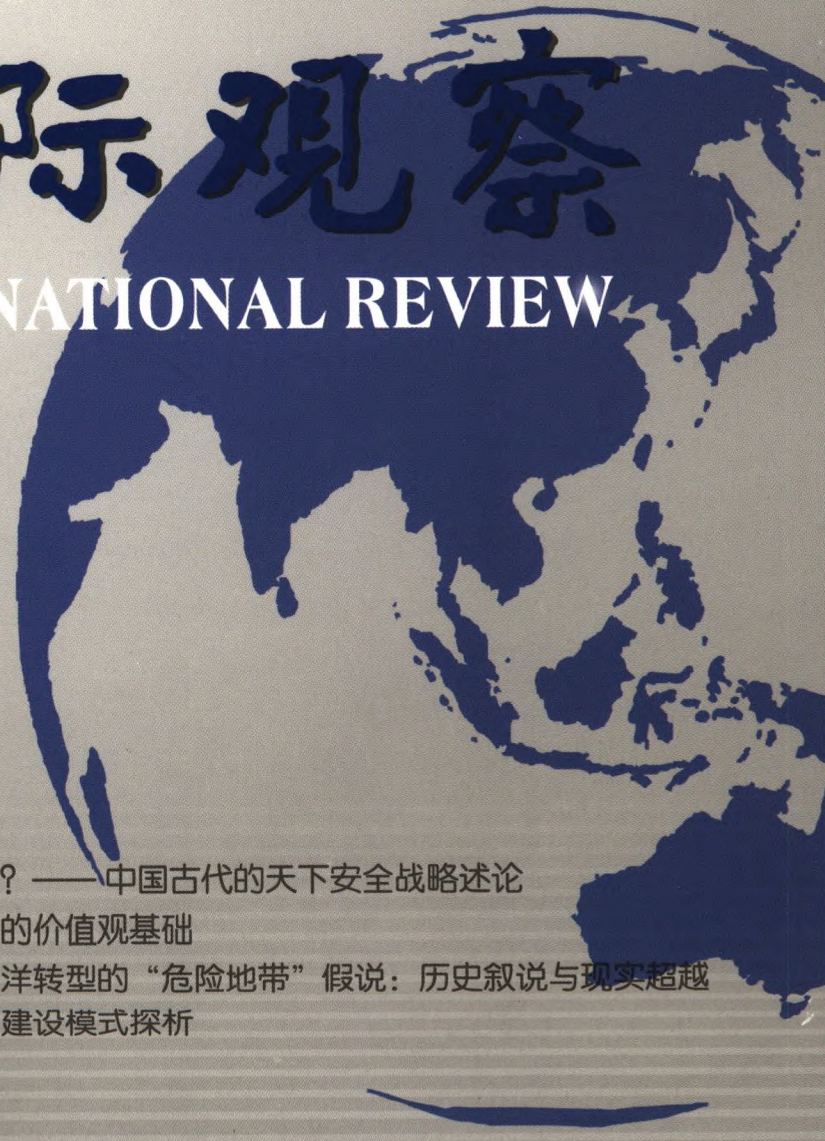 际观察
NATIONAL REVIEW
？——中国古代的天下安全战略述论
的价值观基础
洋转型的“危险地带”假说：历史叙说与现实超越
建设模式探析